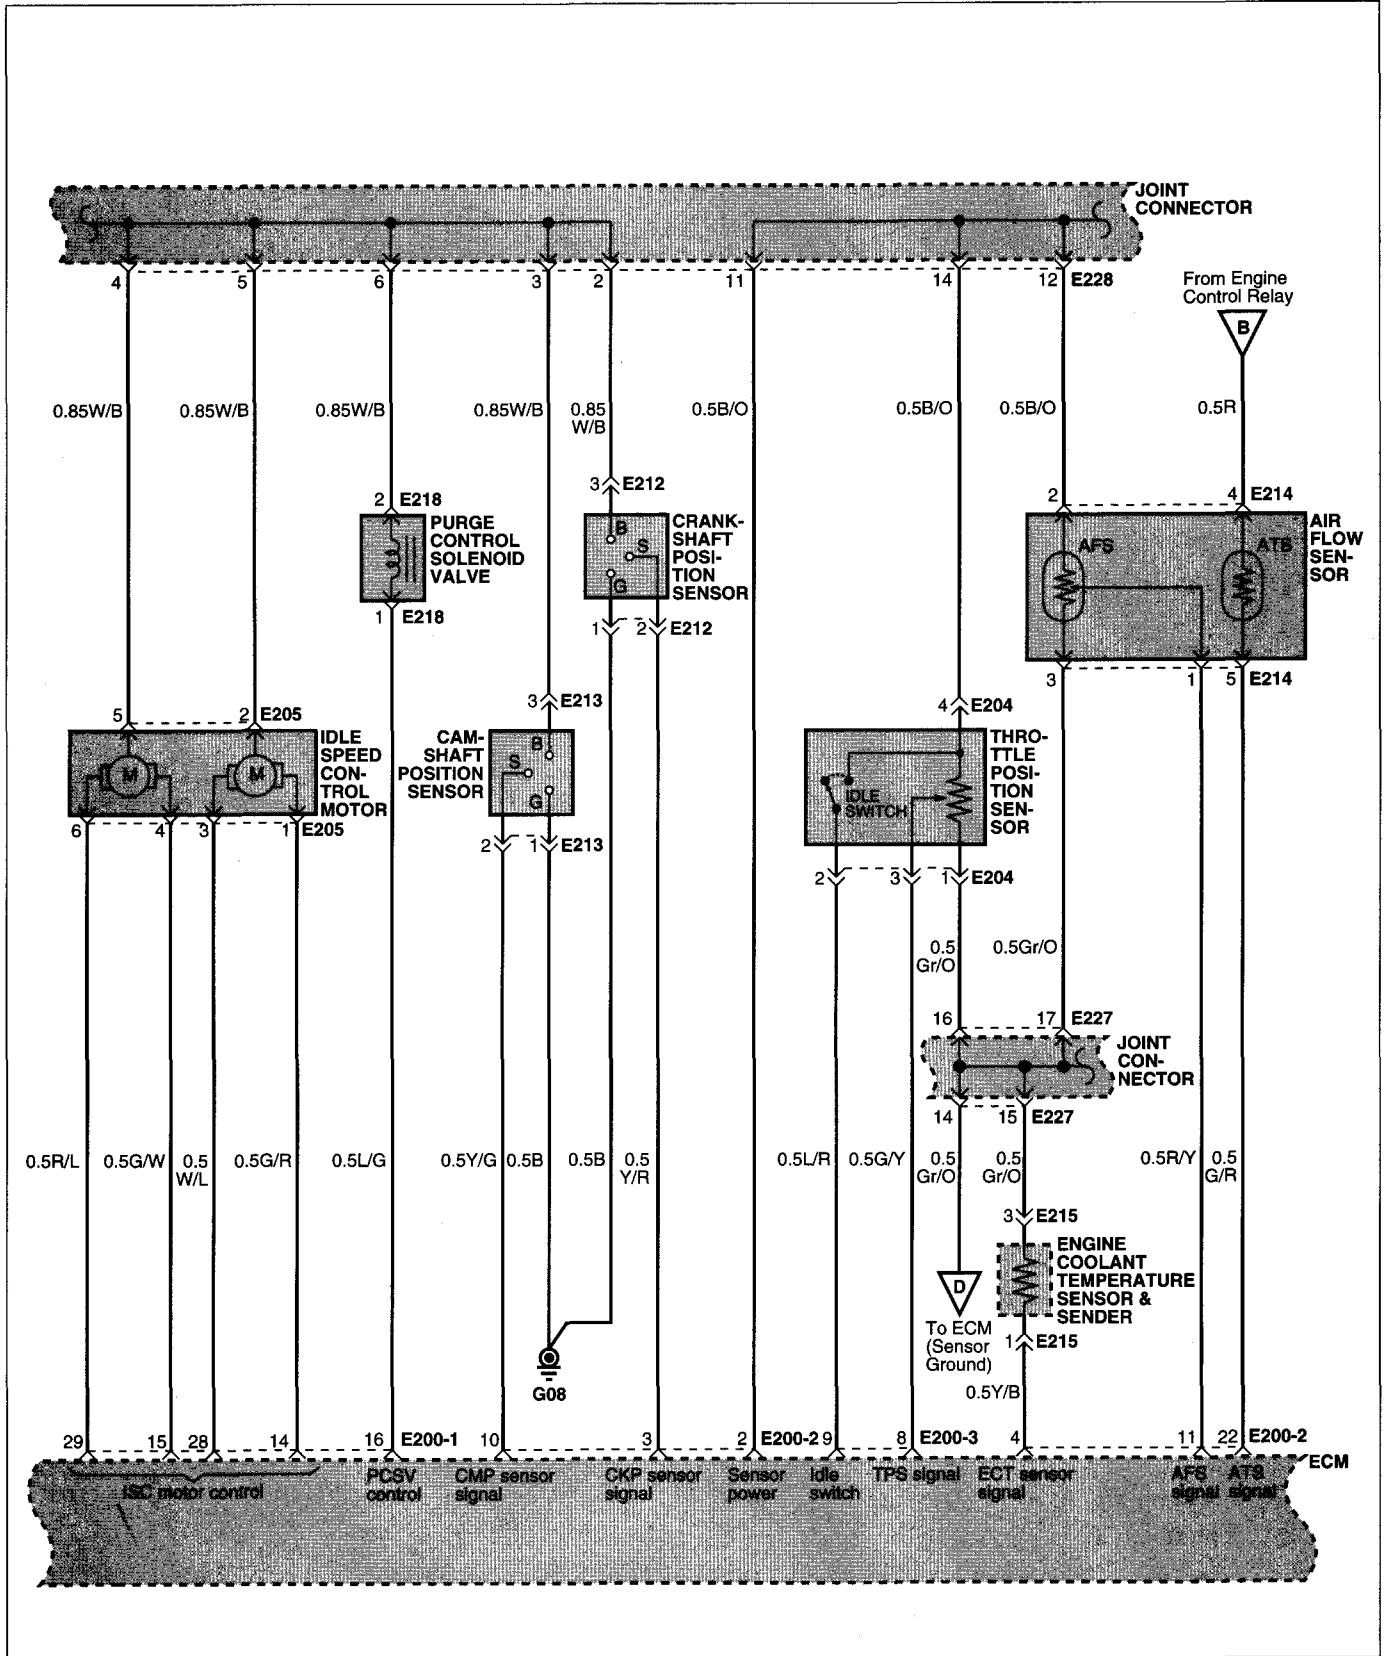 JOINT
CONNECTOR
4 5 6 3 2 11 14 12 E228
From Engine
Control Relay
B
0.85W/B 0.85W/B 0.85W/B 0.85W/B 0.85
W/B
0.5B/O 0.5B/O 0.5B/O 0.5R
3 E212
2 E218
2 4 E214
PURGE
CONTROL
SOLENOID
VALVE
B
S
G
CRANK-
SHAFT
POSI-
TION
SENSOR
AFS
ATS
AIR
FLOW
SEN-
SOR
1 E218
1 2 E212
3 1 5 E214
3 E213
4 E204
5 2 E205
M M
IDLE
SPEED
CON-
TROL
MOTOR
CAM-
SHAFT
POSITION
SENSOR
B
S
G
IDLE
SWITCH
THRO-
TTLE
POSI-
TION
SEN-
SOR
6 4 3 1 E205
2 1 E213
2 3 1 E204
0.5
Gr/O
0.5Gr/O
16 17 E227
JOINT
CON-
NECTOR
14 15 E227
0.5R/L 0.5G/W 0.5
W/L
0.5G/R 0.5L/G 0.5Y/G 0.5B 0.5B 0.5
Y/R
0.5L/R 0.5G/Y 0.5
Gr/O
0.5
Gr/O
0.5R/Y 0.5
G/R
3 E215
ENGINE
COOLANT
TEMPERATURE
SENSOR &
SENDER
D
To ECM
(Sensor
Ground)
1 E215
0.5Y/B
G08
29 15 28 14 16 E200-1 10 3 2 E200-2 9 8 E200-3 4 11 22 E200-2
ECM
ISC motor control
PCSV
control
CMP sensor
signal
CKP sensor
signal
Sensor
power
Idle
switch
TPS signal
ECT sensor
signal
AFS
signal
ATS
signal